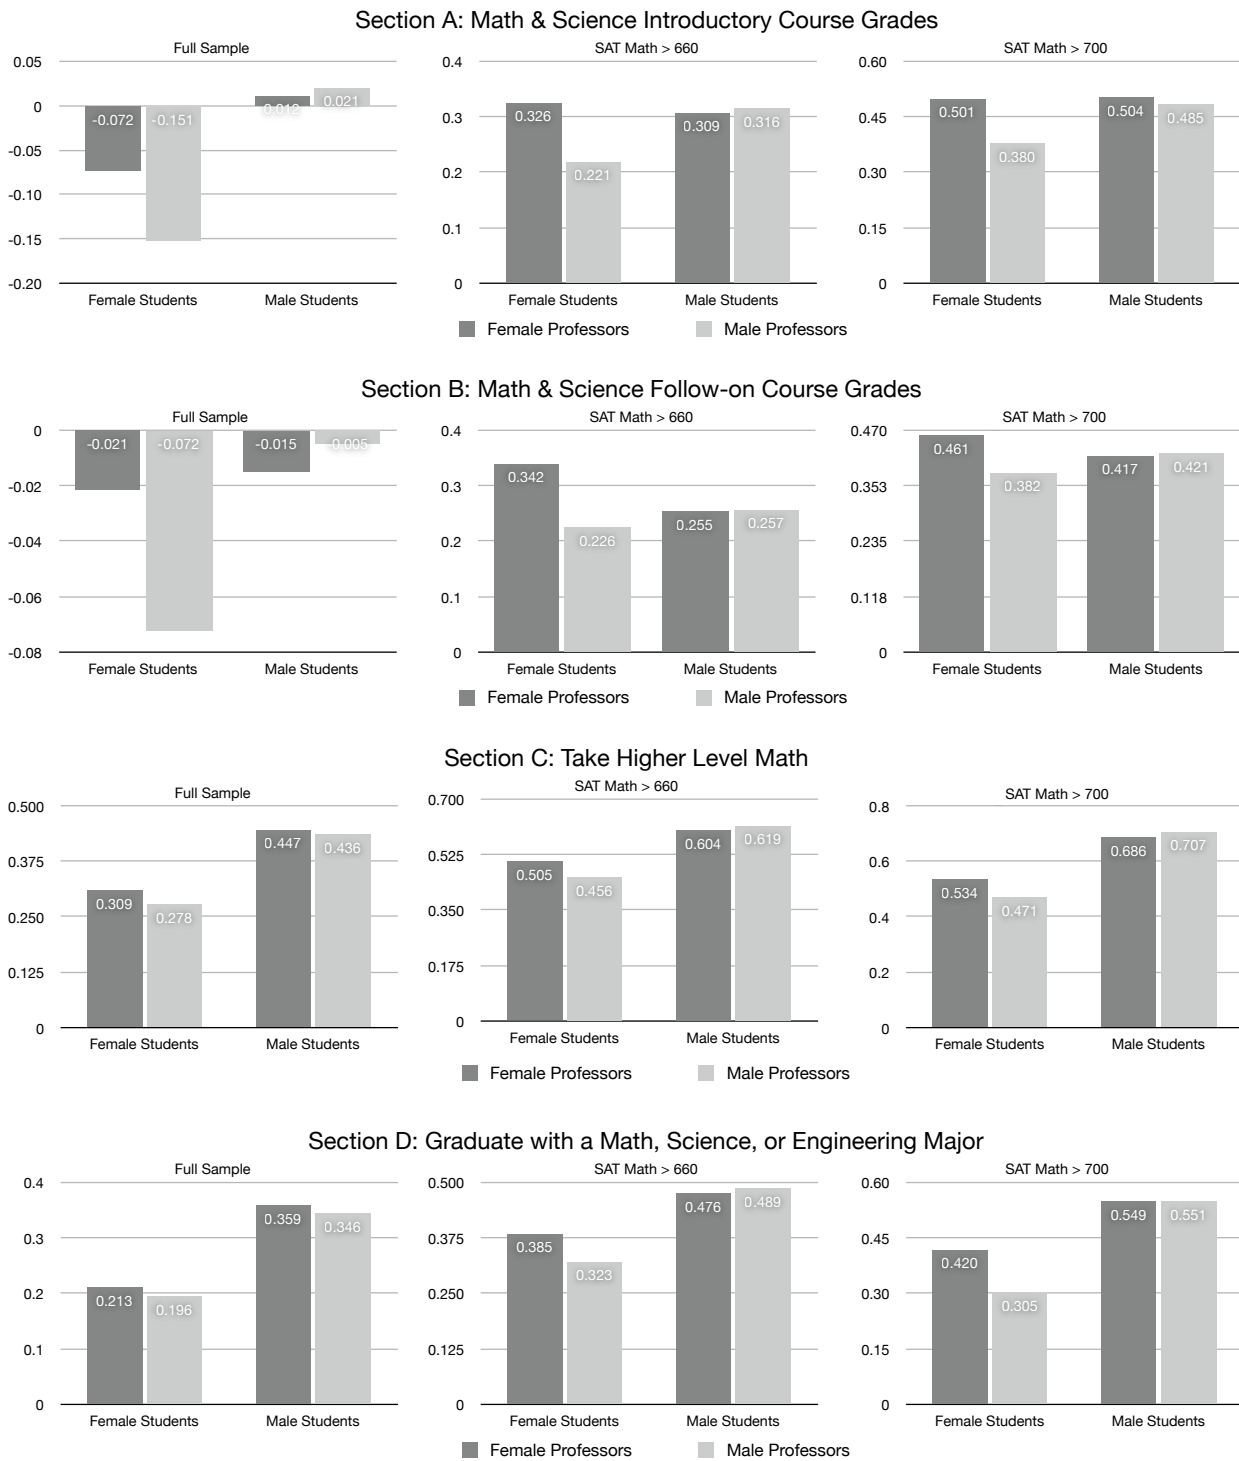 Section A: Math & Science Introductory Course Grades
Full Sample
SAT Math > 660
SAT Math > 700
0.05
0
-0.05
-0.10
-0.15
-0.20
-0.072
-0.151
0.012
0.021
Female Students
Male Students
0.4
0.3
0.2
0.1
0
0.326
0.221
0.309
0.316
Female Students
Male Students
0.60
0.45
0.30
0.15
0
0.501
0.380
0.504
0.485
Female Students
Male Students
Female Professors
Male Professors
Section B: Math & Science Follow-on Course Grades
Full Sample
SAT Math > 660
SAT Math > 700
0
-0.02
-0.04
-0.06
-0.08
-0.021
-0.072
-0.015
-0.005
Female Students
Male Students
0.4
0.3
0.2
0.1
0
0.342
0.226
0.255
0.257
Female Students
Male Students
0.470
0.353
0.235
0.118
0
0.461
0.382
0.417
0.421
Female Students
Male Students
Female Professors
Male Professors
Section C: Take Higher Level Math
Full Sample
SAT Math > 660
SAT Math > 700
0.500
0.375
0.250
0.125
0
0.309
0.278
0.447
0.436
Female Students
Male Students
0.700
0.525
0.350
0.175
0
0.505
0.456
0.604
0.619
Female Students
Male Students
0.8
0.6
0.4
0.2
0
0.534
0.471
0.686
0.707
Female Students
Male Students
Female Professors
Male Professors
Section D: Graduate with a Math, Science, or Engineering Major
Full Sample
SAT Math > 660
SAT Math > 700
0.4
0.3
0.2
0.1
0
0.213
0.196
0.359
0.346
Female Students
Male Students
0.500
0.375
0.250
0.125
0
0.385
0.323
0.476
0.489
Female Students
Male Students
0.60
0.45
0.30
0.15
0
0.420
0.305
0.549
0.551
Female Students
Male Students
Female Professors
Male Professors